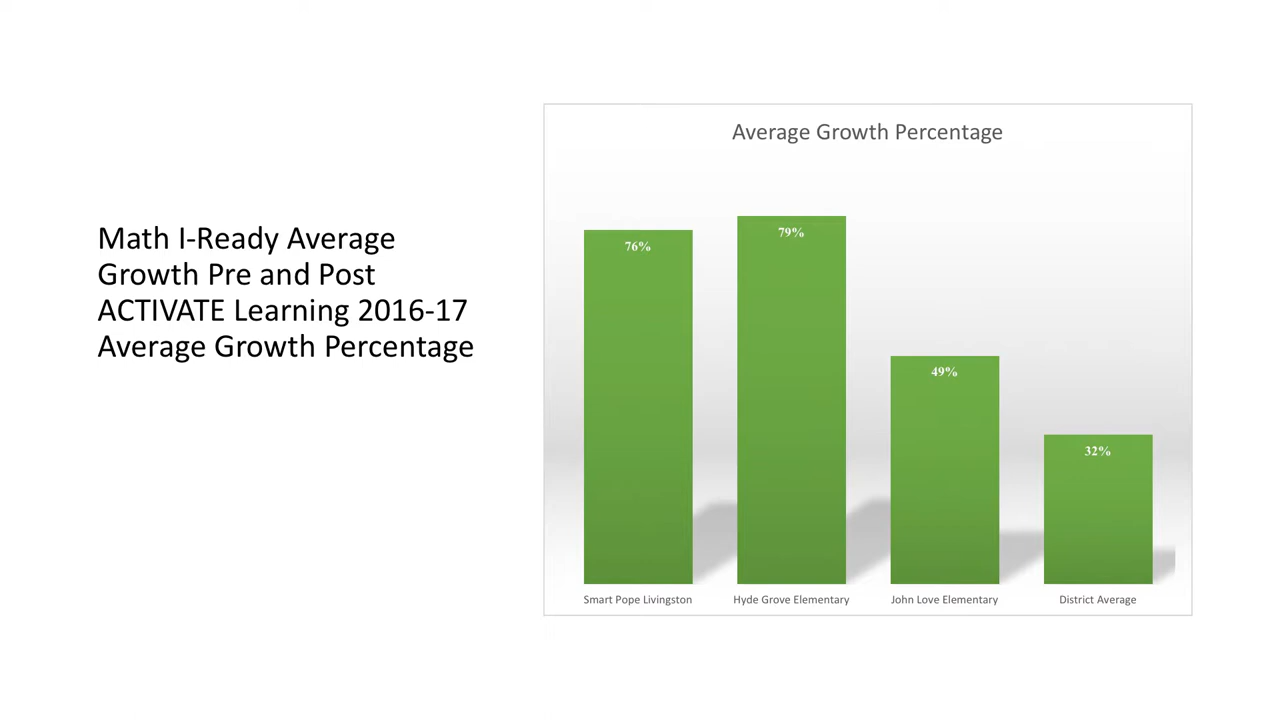 Math I-Ready Average
Growth Pre and Post
ACTIVATE Learning 2016-17
Average Growth Percentage
Average Growth Percentage
76%
79%
49%
32%
Smart Pope Livingston
Hyde Grove Elementary
John Love Elementary
District Average